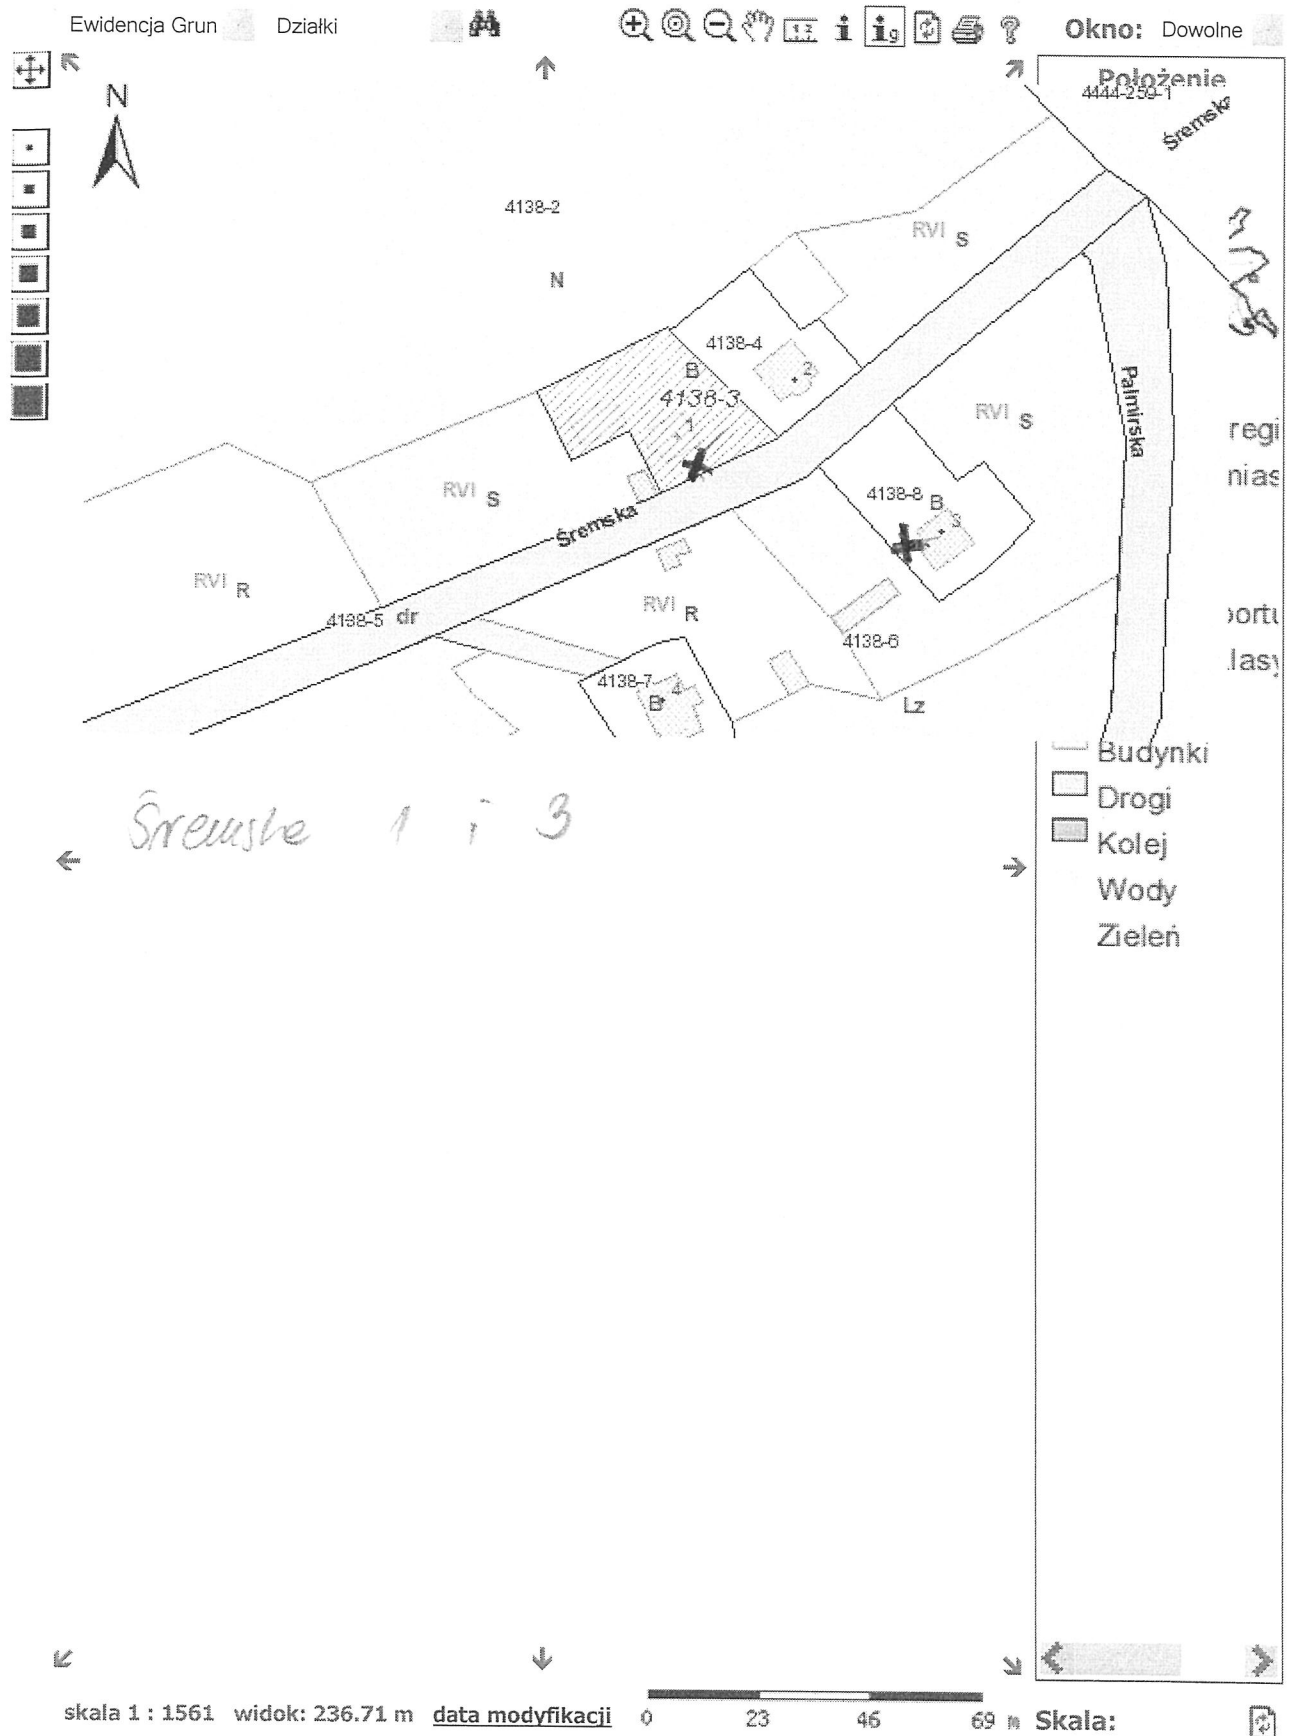 Ewidencja Grun Działki Okno: Dowolne
Położenie
4444-259-1
Śremska
N
4138-2
N
RVI S
4138-4
2
B
4138-3
1
RVI S
Palmirska
regi
RVI S
4138-8 B
3
nias
Śremska
RVI R
RVI R
4138-5 dr
4138-6
4138-7
B 4
Lz
portu
lasy
Budynki
Drogi
Kolej
Wody
Zieleń
Śremska 1 i 3
skala 1 : 1561 widok: 236.71 m data modyfikacji 0 23 46 69 m Skala: